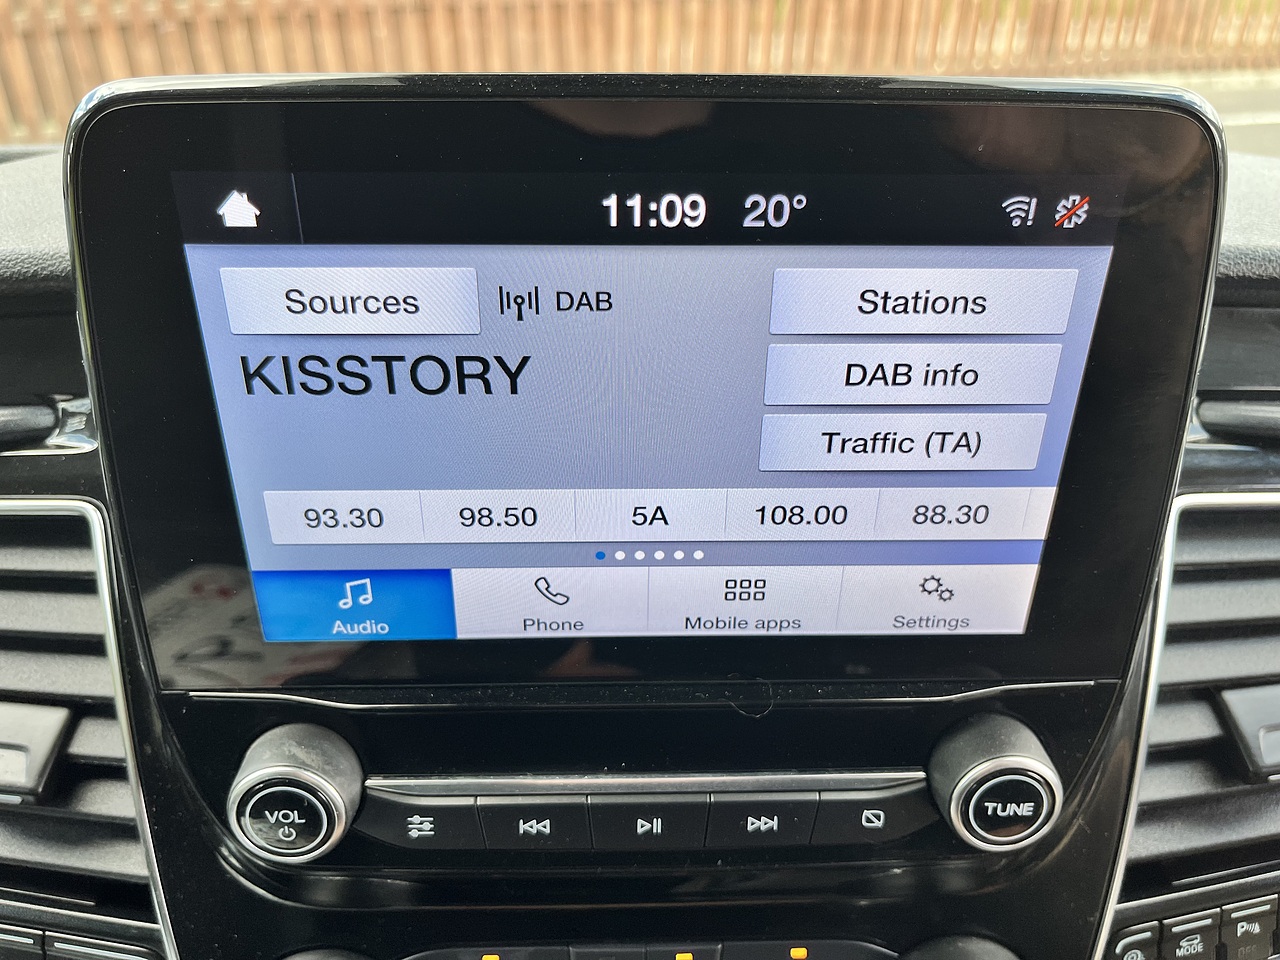 11:09 20°
Sources DAB Stations
KISSTORY
DAB info
Traffic (TA)
93.30 98.50 5A 108.00 88.30
Audio Phone Mobile apps Settings
VOL TUNE
MODE
P